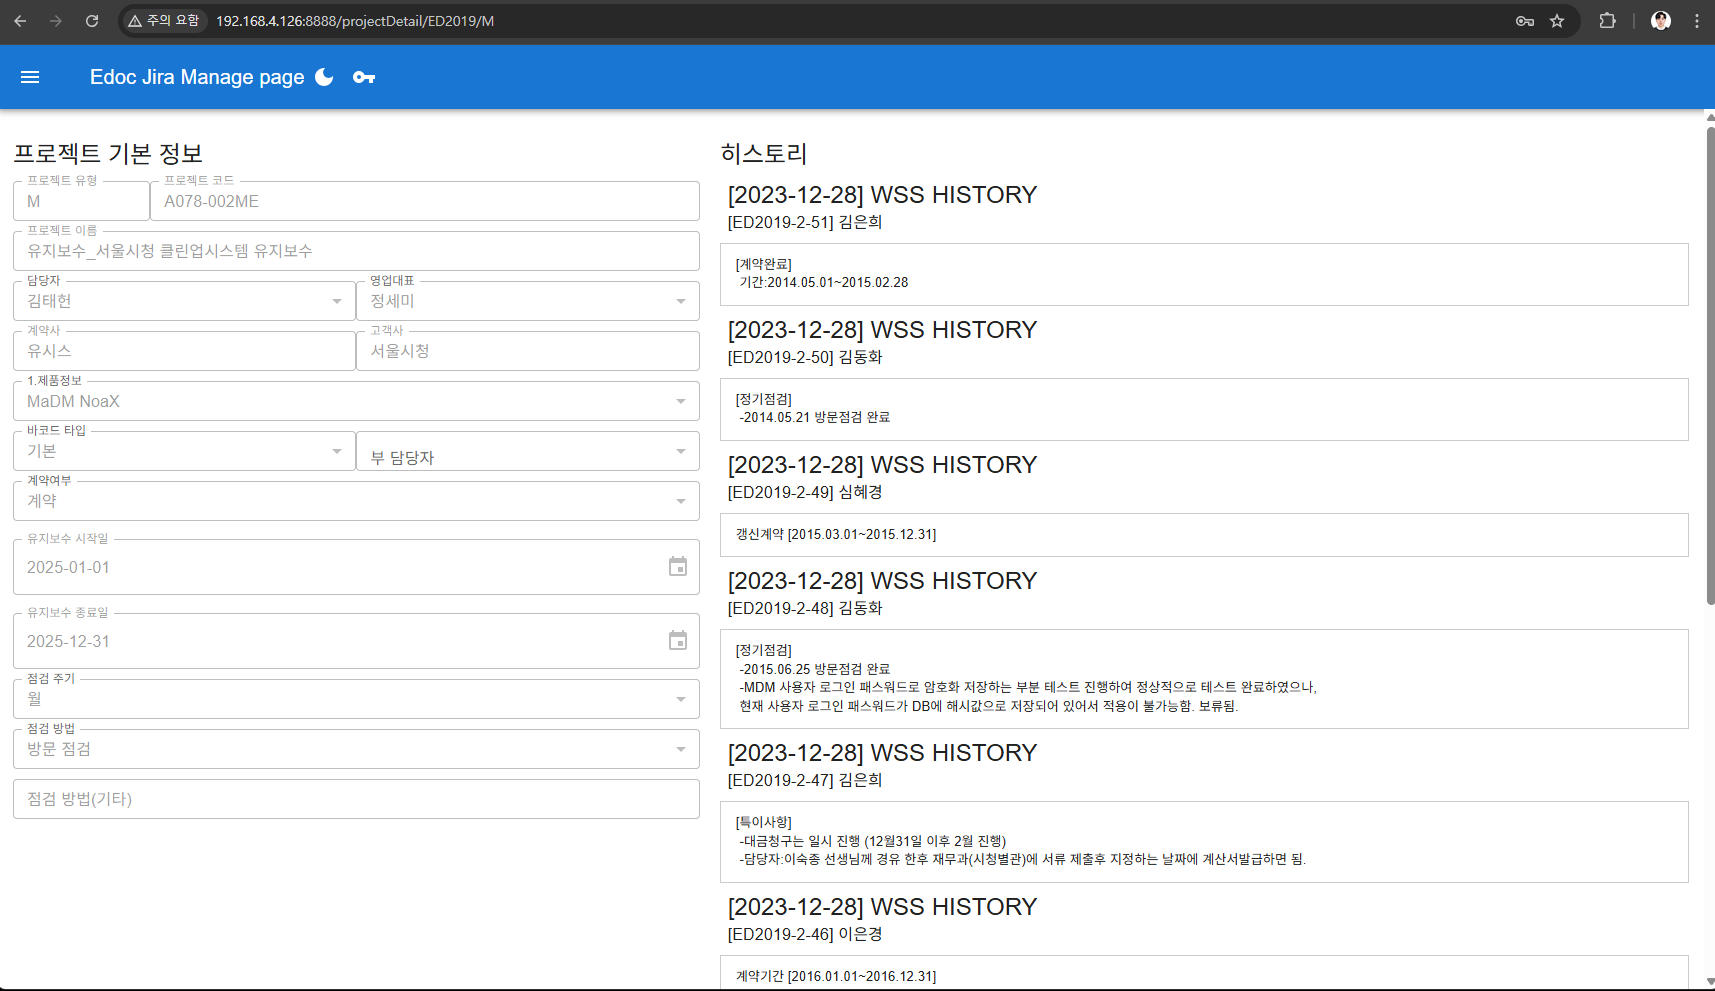 주의 요함
192.168.4.126:8888/projectDetail/ED2019/M
Edoc Jira Manage page
프로젝트 기본 정보
프로젝트 유형
M
프로젝트 코드
A078-002ME
프로젝트 이름
유지보수_서울시청 클린업시스템 유지보수
담당자
김태헌
영업대표
정세미
계약사
유시스
고객사
서울시청
1.제품정보
MaDM NoaX
바코드 타입
기본
부 담당자
계약여부
계약
유지보수 시작일
2025-01-01
유지보수 종료일
2025-12-31
점검 주기
월
점검 방법
방문 점검
점검 방법(기타)
히스토리
[2023-12-28] WSS HISTORY
[ED2019-2-51] 김은희
[계약완료]
기간:2014.05.01~2015.02.28
[2023-12-28] WSS HISTORY
[ED2019-2-50] 김동화
[정기점검]
-2014.05.21 방문점검 완료
[2023-12-28] WSS HISTORY
[ED2019-2-49] 심혜경
갱신계약 [2015.03.01~2015.12.31]
[2023-12-28] WSS HISTORY
[ED2019-2-48] 김동화
[정기점검]
-2015.06.25 방문점검 완료
-MDM 사용자 로그인 패스워드로 암호화 저장하는 부분 테스트 진행하여 정상적으로 테스트 완료하였으나,
현재 사용자 로그인 패스워드가 DB에 해시값으로 저장되어 있어서 적용이 불가능함. 보류됨.
[2023-12-28] WSS HISTORY
[ED2019-2-47] 김은희
[특이사항]
-대금청구는 일시 진행 (12월31일 이후 2월 진행)
-담당자:이숙종 선생님께 경유 한후 재무과(시청별관)에 서류 제출후 지정하는 날짜에 계산서발급하면 됨.
[2023-12-28] WSS HISTORY
[ED2019-2-46] 이은경
계약기간 [2016.01.01~2016.12.31]